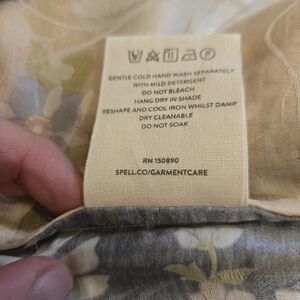 GENTLE COLD HAND WASH SEPARATELY
WITH MILD DETERGENT
DO NOT BLEACH
HANG DRY IN SHADE
RESHAPE AND COOL IRON WHILST DAMP
DRY CLEANABLE
DO NOT SOAK
RN 150890
SPELL.CO/GARMENTCARE